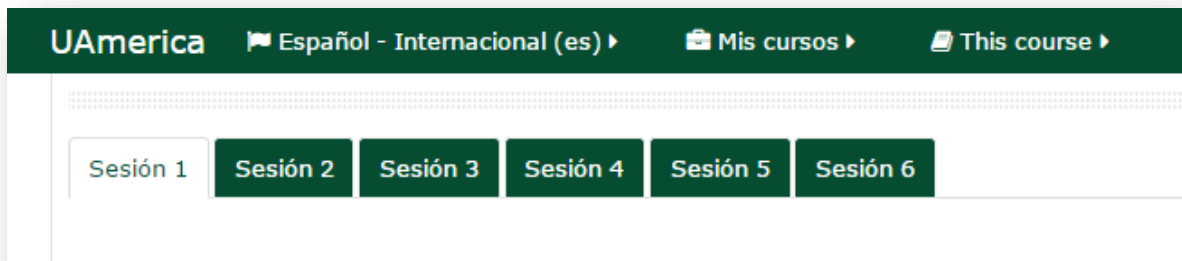 UAmerica Español - Internacional (es) Mis cursos This course
Sesión 1 Sesión 2 Sesión 3 Sesión 4 Sesión 5 Sesión 6